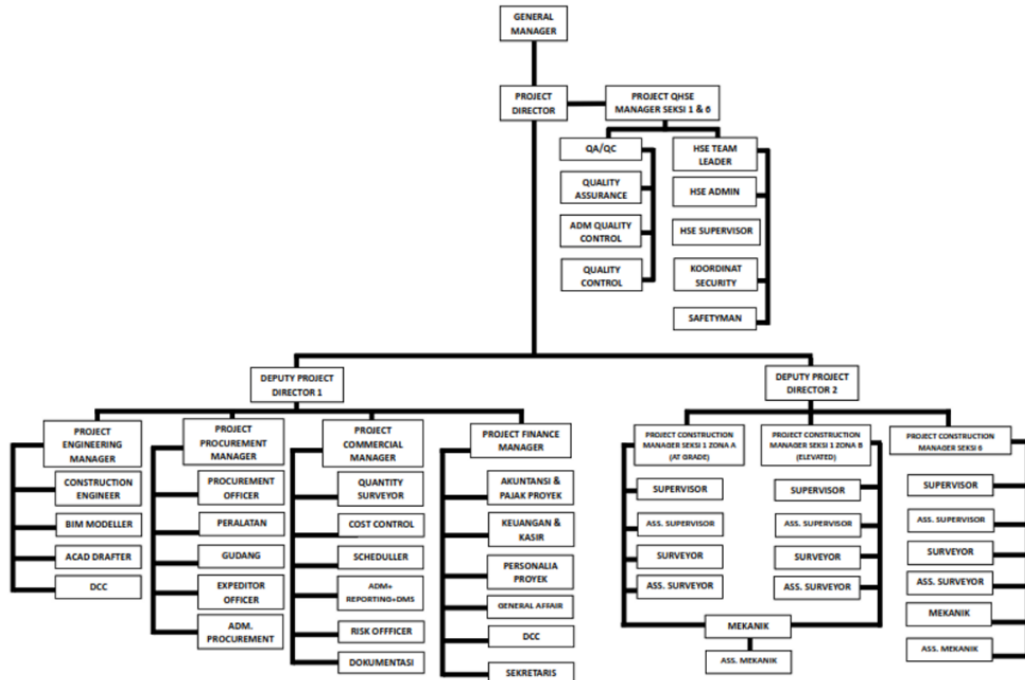 GENERAL
MANAGER
PROJECT
DIRECTOR
PROJECT QHSE
MANAGER SEKSI 1 & 6
QA/QC
QUALITY
ASSURANCE
ADM QUALITY
CONTROL
QUALITY
CONTROL
HSE TEAM
LEADER
HSE ADMIN
HSE SUPERVISOR
KOORDINAT
SECURITY
SAFETYMAN
DEPUTY PROJECT
DIRECTOR 1
DEPUTY PROJECT
DIRECTOR 2
PROJECT
ENGINEERING
MANAGER
CONSTRUCTION
ENGINEER
BIM MODELLER
ACAD DRAFTER
DCC
PROJECT
PROCUREMENT
MANAGER
PROCUREMENT
OFFICER
PERALATAN
GUDANG
EXPEDITOR
OFFICER
ADM.
PROCUREMENT
PROJECT
COMMERCIAL
MANAGER
QUANTITY
SURVEYOR
COST CONTROL
SCHEDULLER
ADM+
REPORTING+DMS
RISK OFFFICER
DOKUMENTASI
PROJECT FINANCE
MANAGER
AKUNTANSI &
PAJAK PROYEK
KEUANGAN &
KASIR
PERSONALIA
PROYEK
GENERAL AFFAIR
DCC
SEKRETARIS
PROJECT CONSTRUCTION
MANAGER SEKSI 1 ZONA A
(AT GRADE)
SUPERVISOR
ASS. SUPERVISOR
SURVEYOR
ASS. SURVEYOR
PROJECT CONSTRUCTION
MANAGER SEKSI 1 ZONA B
(ELEVATED)
SUPERVISOR
ASS. SUPERVISOR
SURVEYOR
ASS. SURVEYOR
MEKANIK
ASS. MEKANIK
PROJECT CONSTRUCTION
MANAGER SEKSI 6
SUPERVISOR
ASS. SUPERVISOR
SURVEYOR
ASS. SURVEYOR
MEKANIK
ASS. MEKANIK